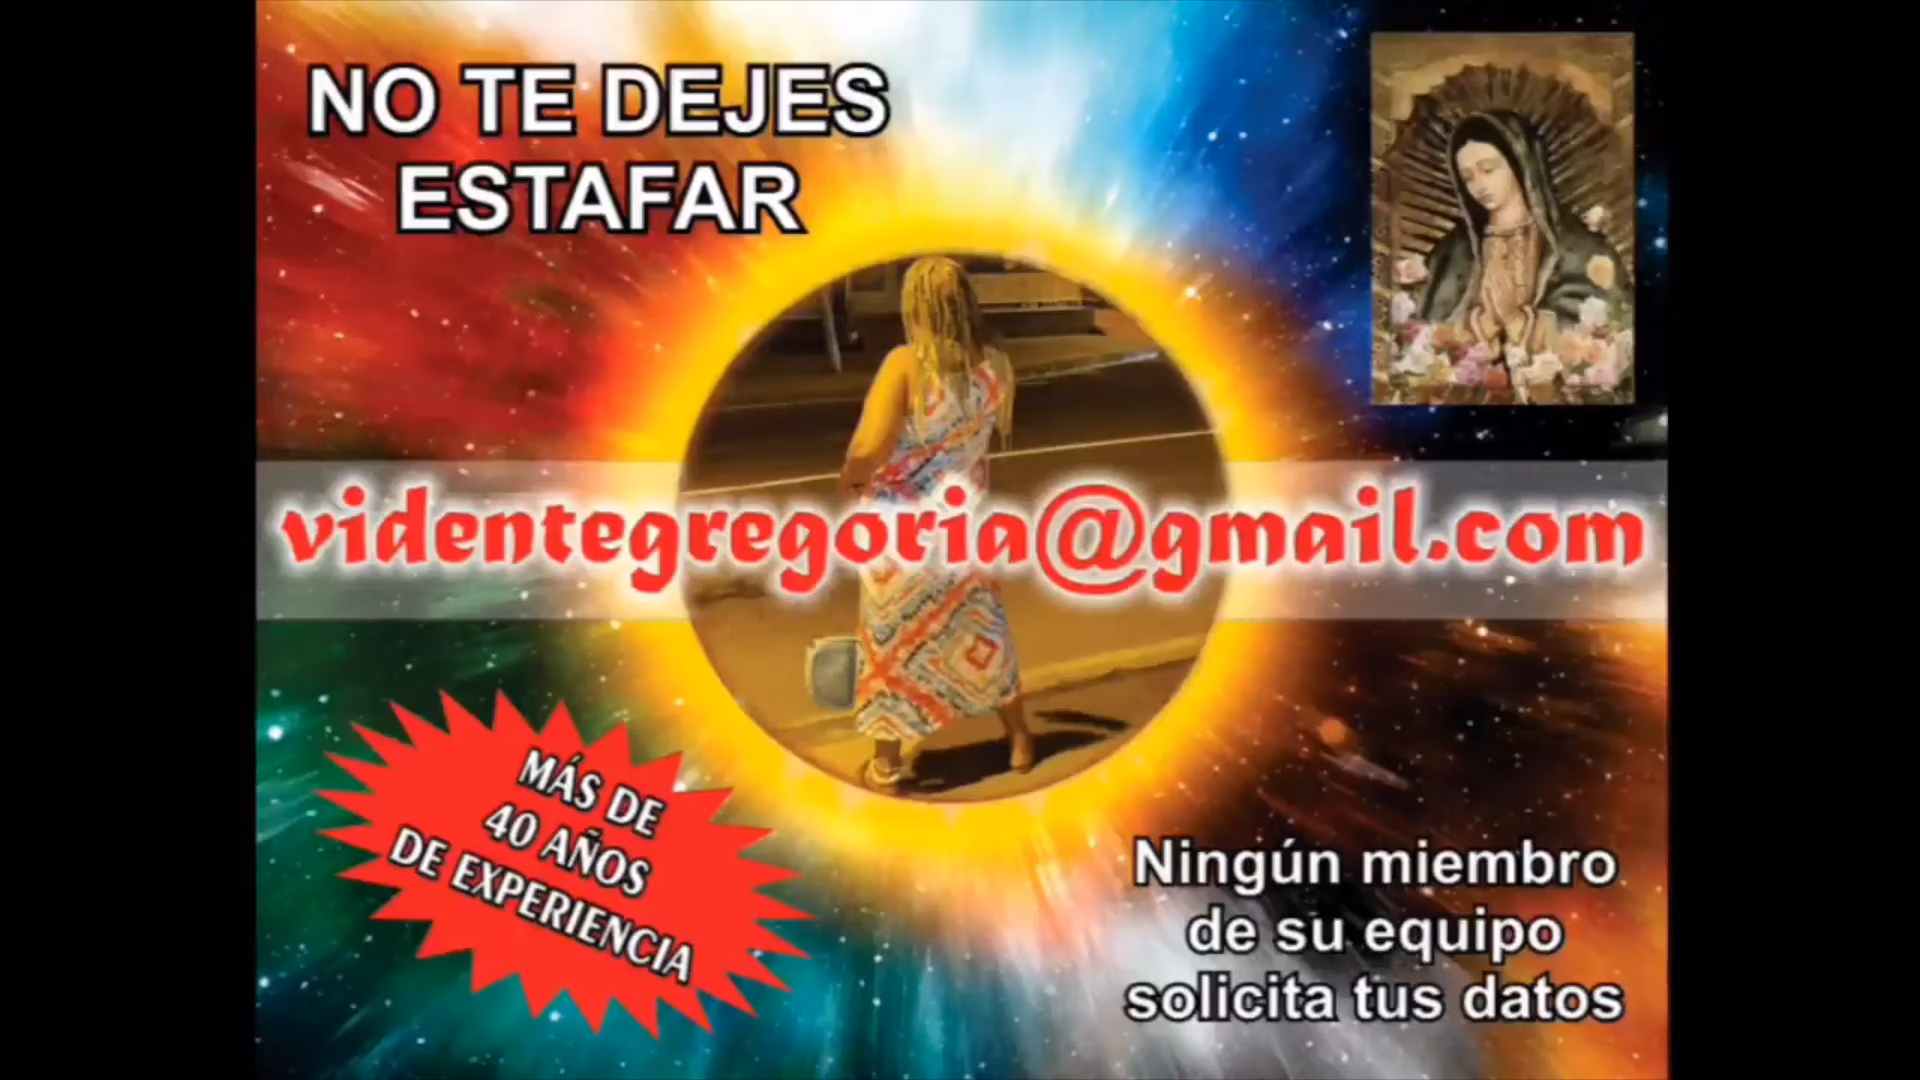 NO TE DEJES
ESTAFAR
videntegregoria@gmail.com
MÁS DE
40 AÑOS
DE EXPERIENCIA
Ningún miembro
de su equipo
solicita tus datos